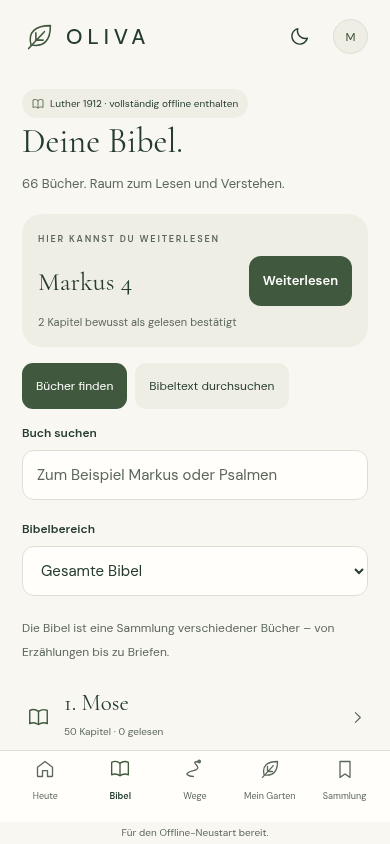 OLIVA
M
Luther 1912 · vollständig offline enthalten
Deine Bibel.
66 Bücher. Raum zum Lesen und Verstehen.
HIER KANNST DU WEITERLESEN
Markus 4
Weiterlesen
2 Kapitel bewusst als gelesen bestätigt
Bücher finden
Bibeltext durchsuchen
Buch suchen
Zum Beispiel Markus oder Psalmen
Bibelbereich
Gesamte Bibel
Die Bibel ist eine Sammlung verschiedener Bücher – von
Erzählungen bis zu Briefen.
1. Mose
50 Kapitel · 0 gelesen
Heute
Bibel
Wege
Mein Garten
Sammlung
Für den Offline-Neustart bereit.